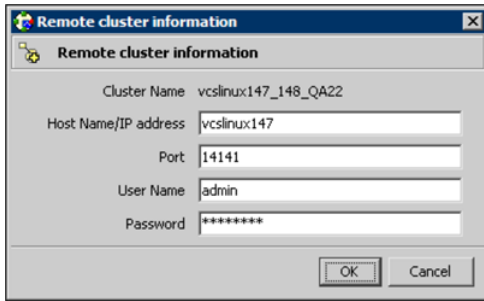 Remote cluster information
Remote cluster information
Cluster Name vcslinux147_148_QA22
Host Name/IP address vcslinux147
Port 14141
User Name admin
Password ********
OK Cancel